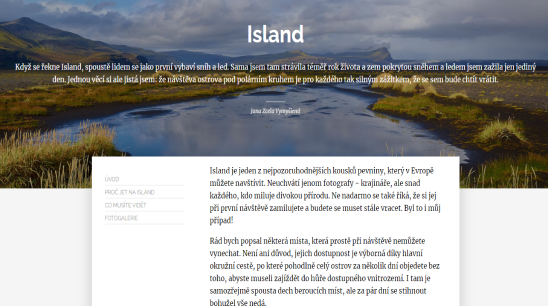 Island
Když se řekne Island, spoustě lidem se jako první vybaví sníh a led. Sama jsem tam strávila téměř rok života a zem pokrytou sněhem a ledem jsem zažila jen jediný
den. Jednou věcí si ale jistá jsem: že návštěva ostrova pod polárním kruhem je pro každého tak silným zážitkem, že se sem bude chtít vrátit.
Jana Zoša Vymyšlená
ÚVOD
PROČ JET NA ISLAND
CO MUSÍTE VIDĚT
FOTOGALERIE
Island je jeden z nejpozoruhodnějších kousků pevniny, který v Evropě
můžete navštívit. Neuchvátí jenom fotografy - krajináře, ale snad
každého, kdo miluje divokou přírodu. Ne nadarmo se také říká, že si jej
při první návštěvě zamilujete a budete se muset stále vracet. Byl to i můj
případ!
Rád bych popsal některá místa, která prostě při návštěvě nemůžete
vynechat. Není ani důvod, jejich dostupnost je výborná díky hlavní
okružní cestě, po které pohodlně celý ostrov za několik dní objedete bez
toho, abyste museli zajíždět do hůře dostupného vnitrozemí. I tam je
samozřejmě spousta dech beroucích míst, ale za pár dní se stihnout
bohužel vše nedá.